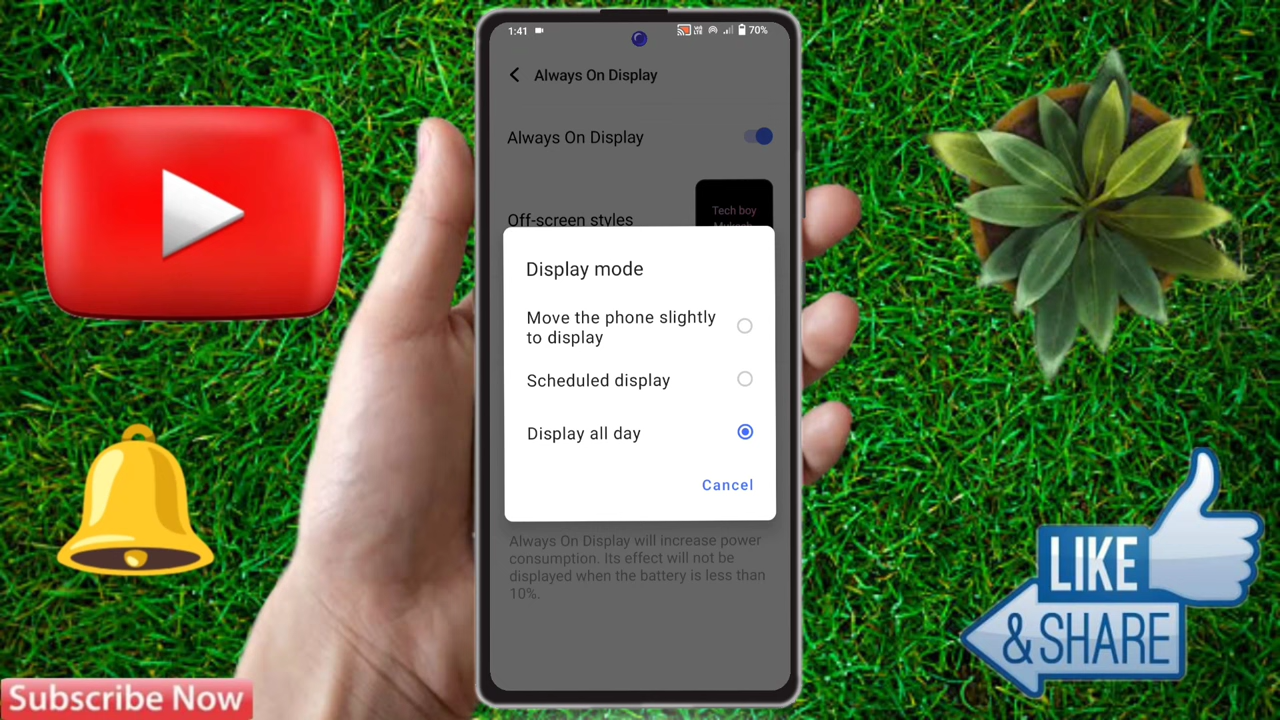 1:41
70%
Always On Display
Always On Display
Off-screen styles
Tech boy
Display mode
Move the phone slightly
to display
Scheduled display
Display all day
Cancel
Always On Display will increase power
consumption. Its effect will not be
displayed when the battery is less than
10%.
LIKE
& SHARE
Subscribe Now